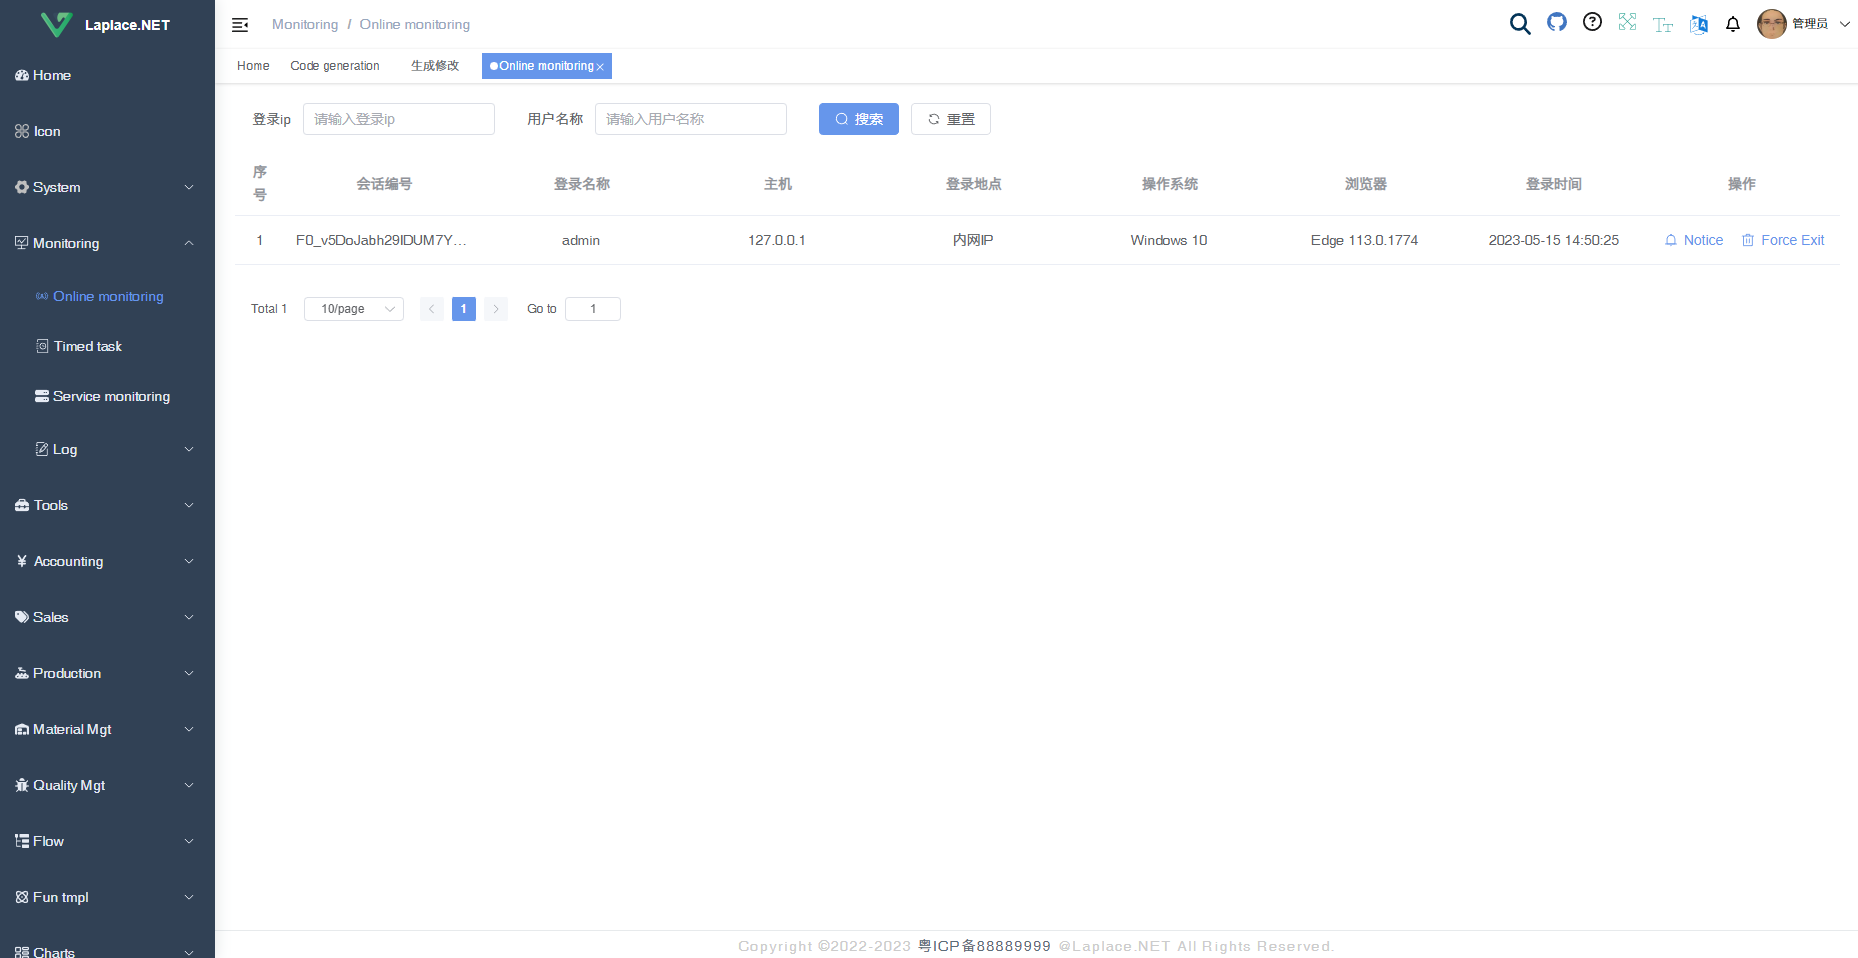 Laplace.NET
Home
Icon
System
Monitoring
Online monitoring
Timed task
Service monitoring
Log
Tools
¥ Accounting
Sales
Production
Material Mgt
Quality Mgt
Flow
Fun tmpl
Charts
Monitoring / Online monitoring
管理员
Home Code generation 生成修改 Online monitoring
登录ip 请输入登录ip 用户名称 请输入用户名称 搜索 重置
序号 会话编号 登录名称 主机 登录地点 操作系统 浏览器 登录时间 操作
1 F0_v5DoJabh29IDUM7Y... admin 127.0.0.1 内网IP Windows 10 Edge 113.0.1774 2023-05-15 14:50:25 Notice Force Exit
Total 1 10/page 1 Go to 1
Copyright ©2022-2023 粤ICP备88889999 @Laplace.NET All Rights Reserved.